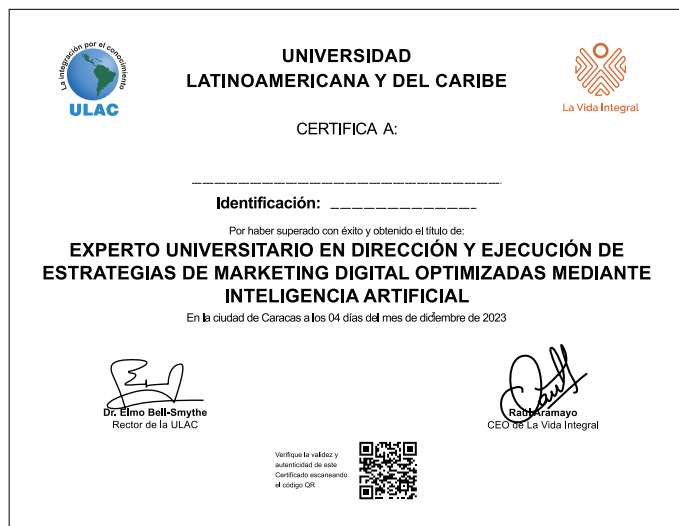 La integración por el conocimiento
ULAC
UNIVERSIDAD
LATINOAMERICANA Y DEL CARIBE
La Vida Integral
CERTIFICA A:
Identificación:
Por haber superado con éxito y obtenido el título de:
EXPERTO UNIVERSITARIO EN DIRECCIÓN Y EJECUCIÓN DE
ESTRATEGIAS DE MARKETING DIGITAL OPTIMIZADAS MEDIANTE
INTELIGENCIA ARTIFICIAL
En la ciudad de Caracas a los 04 días del mes de diciembre de 2023
Dr. Elmo Bell-Smythe
Rector de la ULAC
Raúl Aramayo
CEO de La Vida Integral
Verifique la validez y
autenticidad de este
Certificado escaneando
el código QR